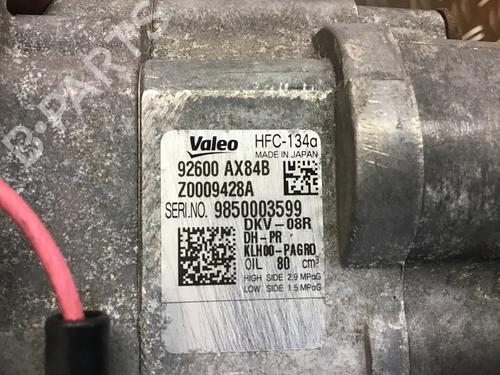 B-PARTS
Valeo HFC-134a
MADE IN JAPAN
92600 AX84B
Z0009428A
SERI.NO. 9850003599
DKV-08R
DH-PR
KLH00-PAGRO
OIL 80 cm³
HIGH SIDE 2.9 MPaG
LOW SIDE 1.5 MPaG